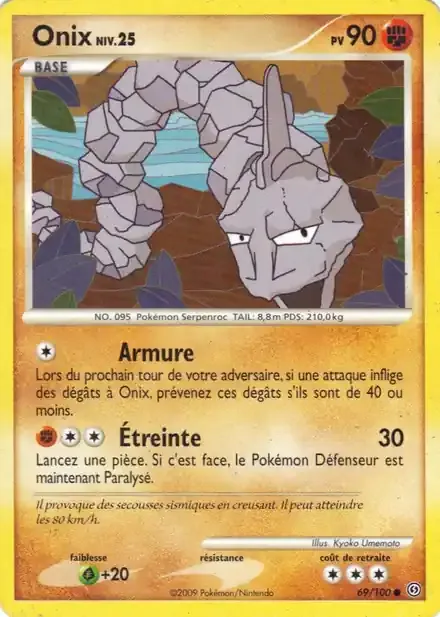 Onix NIV.25 PV 90
BASE
NO. 095 Pokémon Serpenroc TAIL: 8,8m PDS: 210,0kg
Armure
Lors du prochain tour de votre adversaire, si une attaque inflige
des dégâts à Onix, prévenez ces dégâts s'ils sont de 40 ou
moins.
Étreinte 30
Lancez une pièce. Si c'est face, le Pokémon Défenseur est
maintenant Paralysé.
Il provoque des secousses sismiques en creusant. Il peut atteindre
les 80 km/h.
Illus. Kyoko Umemoto
faiblesse résistance coût de retraite
+20
©2009 Pokémon/Nintendo 69/100